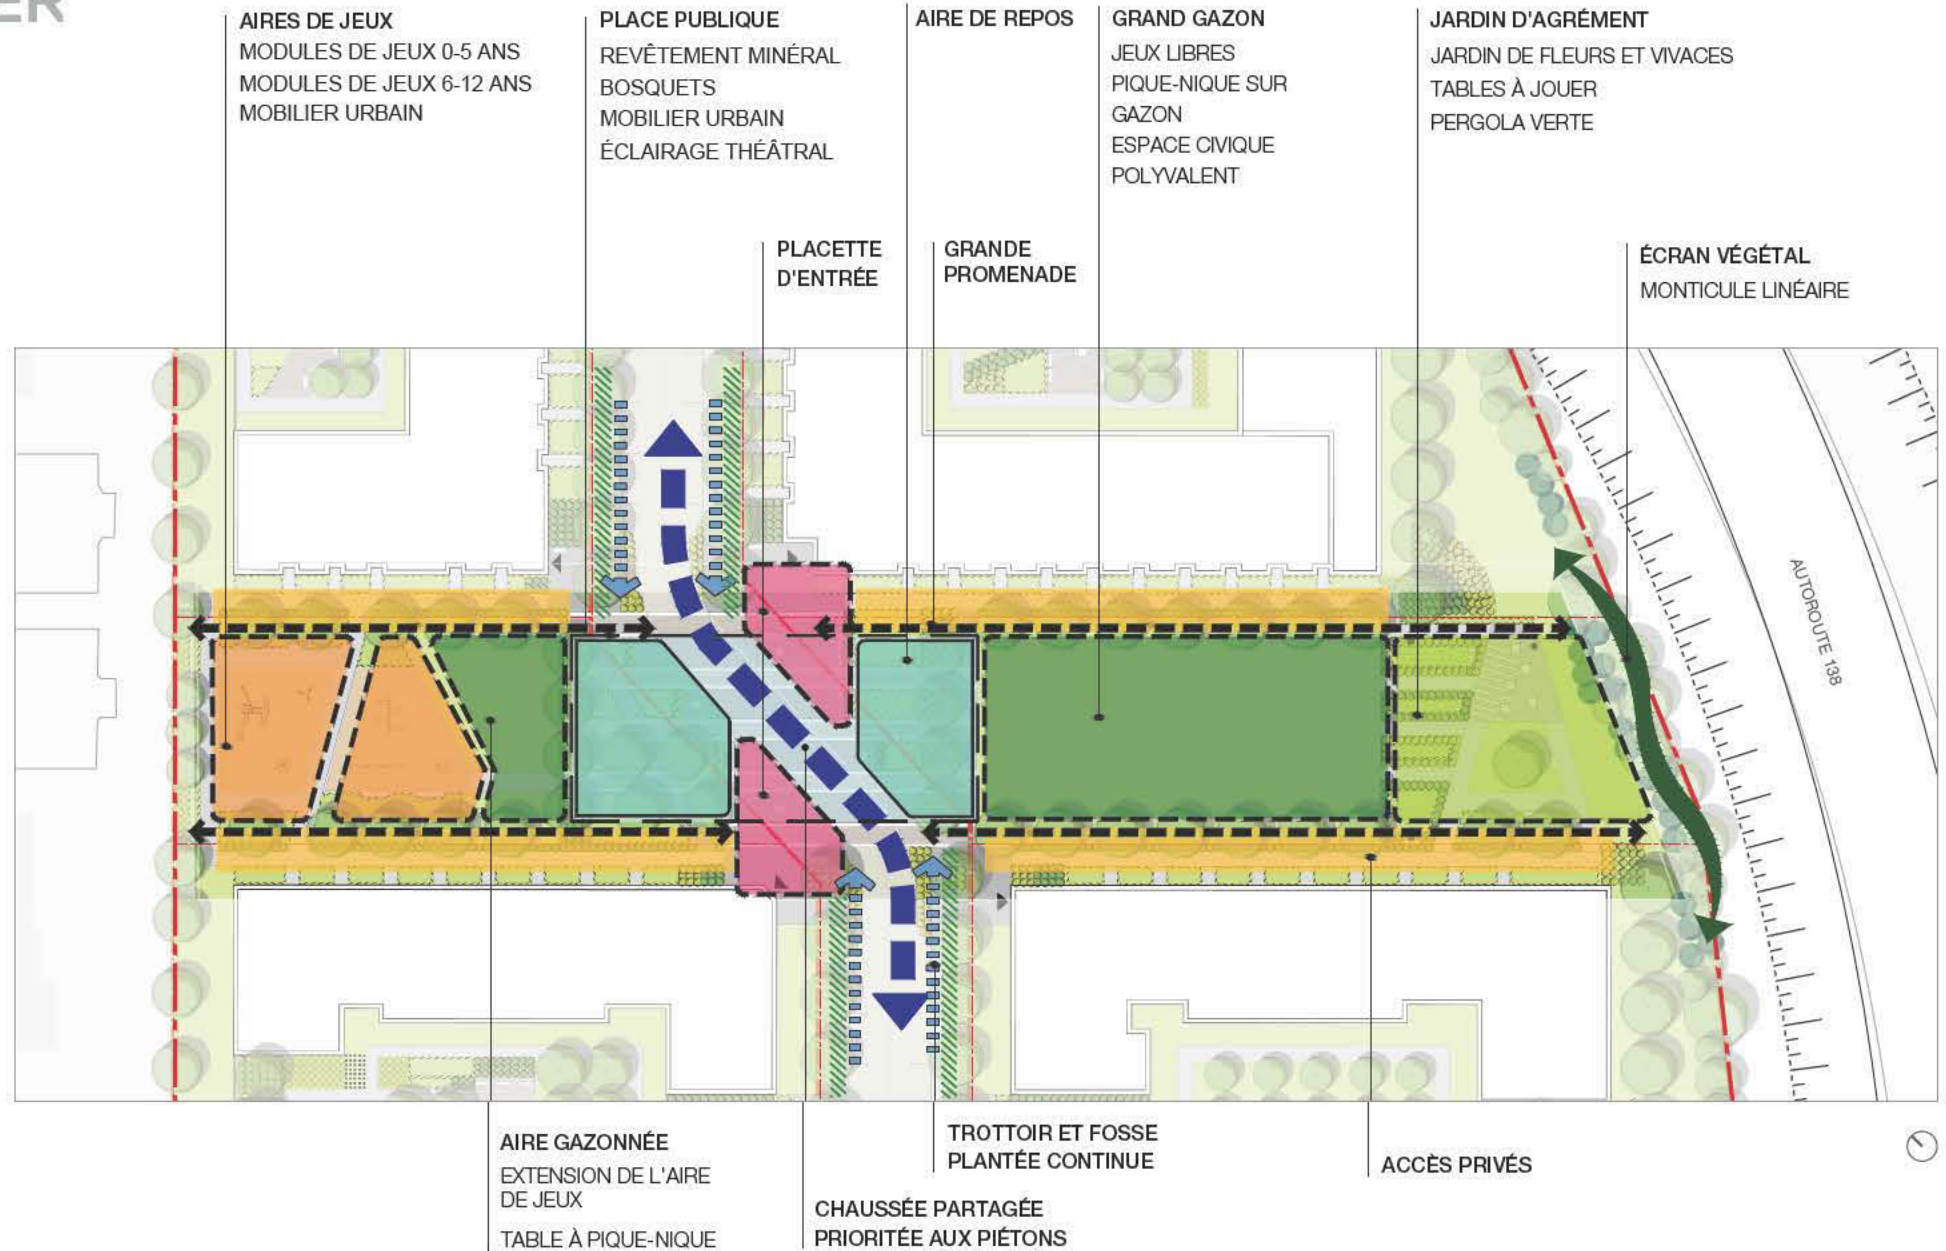 ER
AIRES DE JEUX
MODULES DE JEUX 0-5 ANS
MODULES DE JEUX 6-12 ANS
MOBILIER URBAIN
PLACE PUBLIQUE
REVÊTEMENT MINÉRAL
BOSQUETS
MOBILIER URBAIN
ÉCLAIRAGE THÉÂTRAL
AIRE DE REPOS
GRAND GAZON
JEUX LIBRES
PIQUE-NIQUE SUR
GAZON
ESPACE CIVIQUE
POLYVALENT
JARDIN D'AGRÉMENT
JARDIN DE FLEURS ET VIVACES
TABLES À JOUER
PERGOLA VERTE
PLACETTE
D'ENTRÉE
GRANDE
PROMENADE
ÉCRAN VÉGÉTAL
MONTICULE LINÉAIRE
AUTOROUTE 138
AIRE GAZONNÉE
EXTENSION DE L'AIRE
DE JEUX
TABLE À PIQUE-NIQUE
CHAUSSÉE PARTAGÉE
PRIORITÉE AUX PIÉTONS
TROTTOIR ET FOSSE
PLANTÉE CONTINUE
ACCÈS PRIVÉS